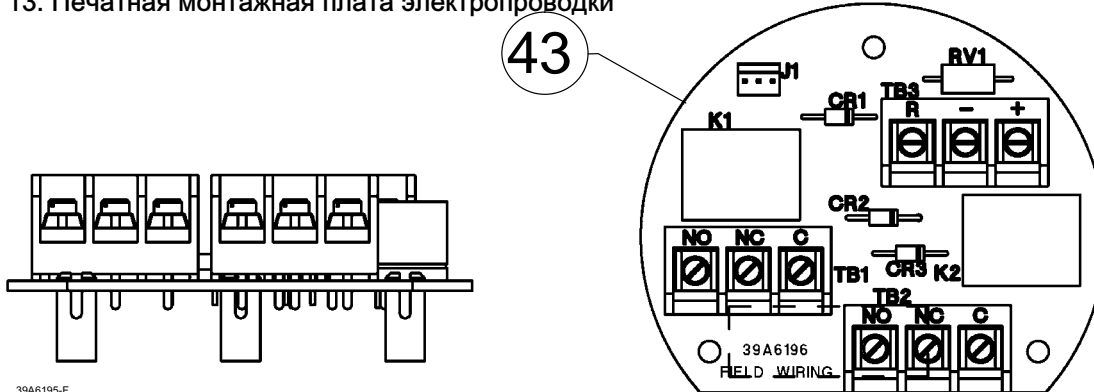 13. Печатная монтажная плата электропроводки
43
J1
RV1
CR1
TB3
R - +
K1
CR2
NO NC C
TB1
CR3 K2
TB2
NO NC C
39A6196
FIELD WIRING
39A6195-F